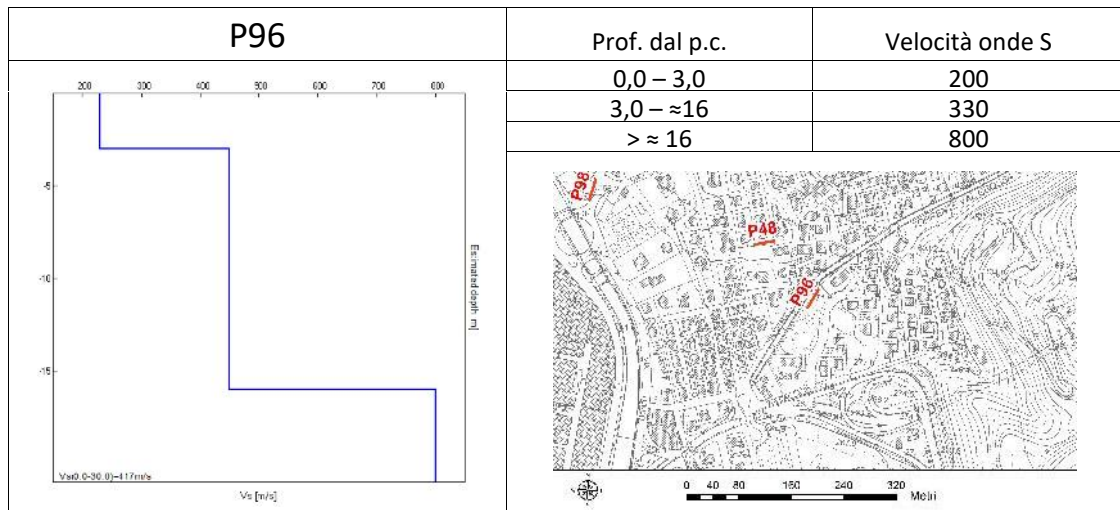 P96
Prof. dal p.c.
Velocità onde S
0,0 – 3,0
200
3,0 – ≈16
330
> ≈ 16
800
200 300 400 500 600 700 800
-5
-10
-15
Estimated depth [m]
Vs(0.0-30.0)=417m/s
Vs [m/s]
P98
P48
P96
0 40 80 160 240 320
Metri